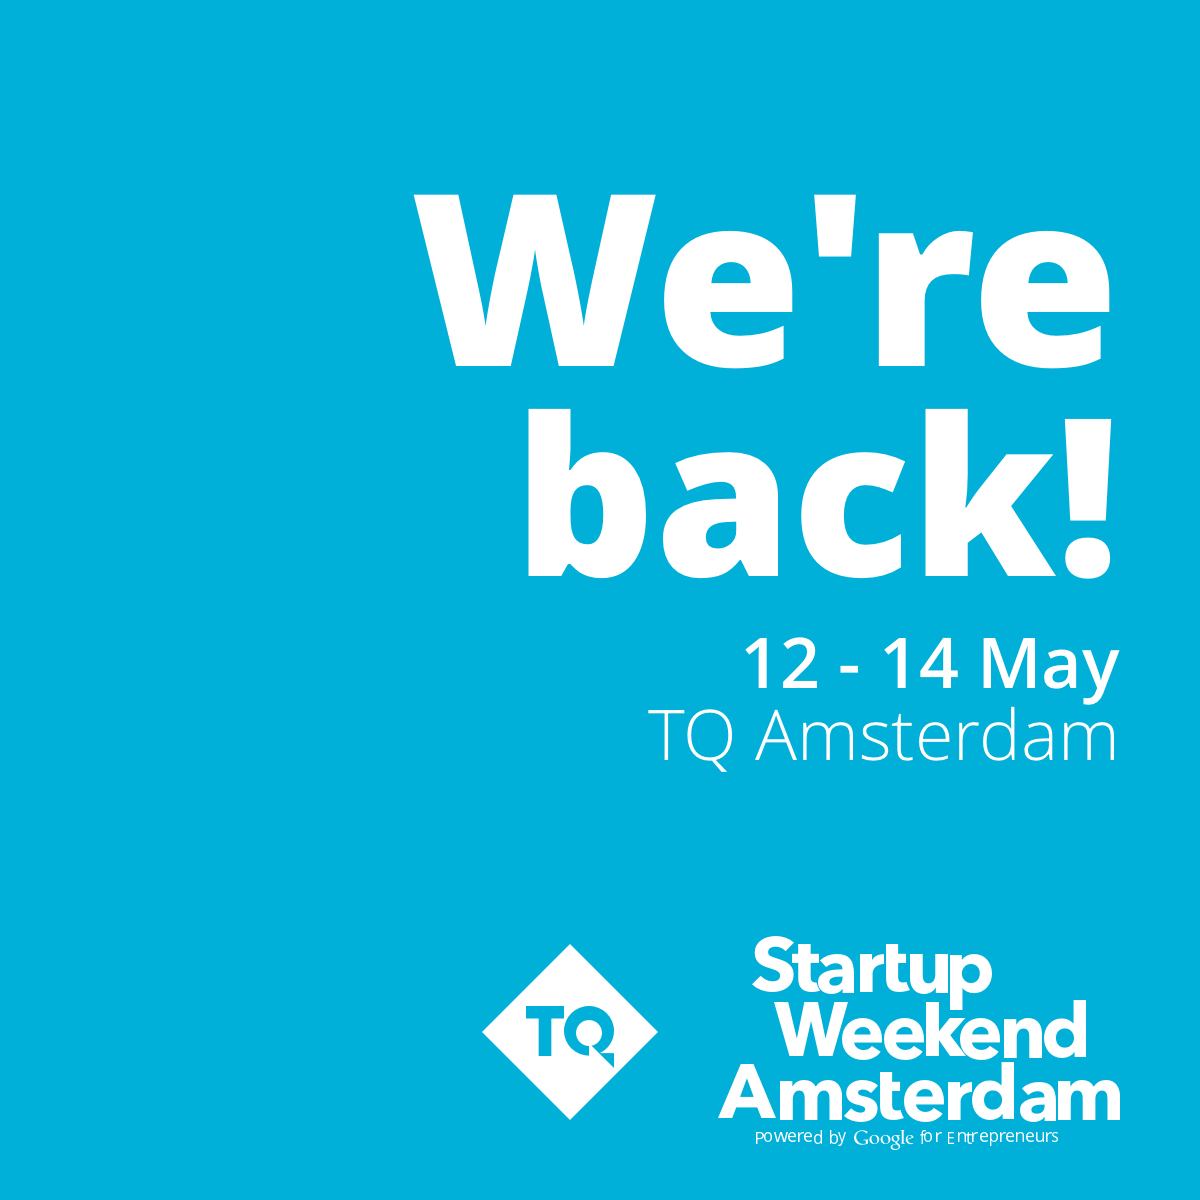 We're
back!
12 - 14 May
TQ Amsterdam
TQ
Startup
Weekend
Amsterdam
Powered by Google for Entrepreneurs